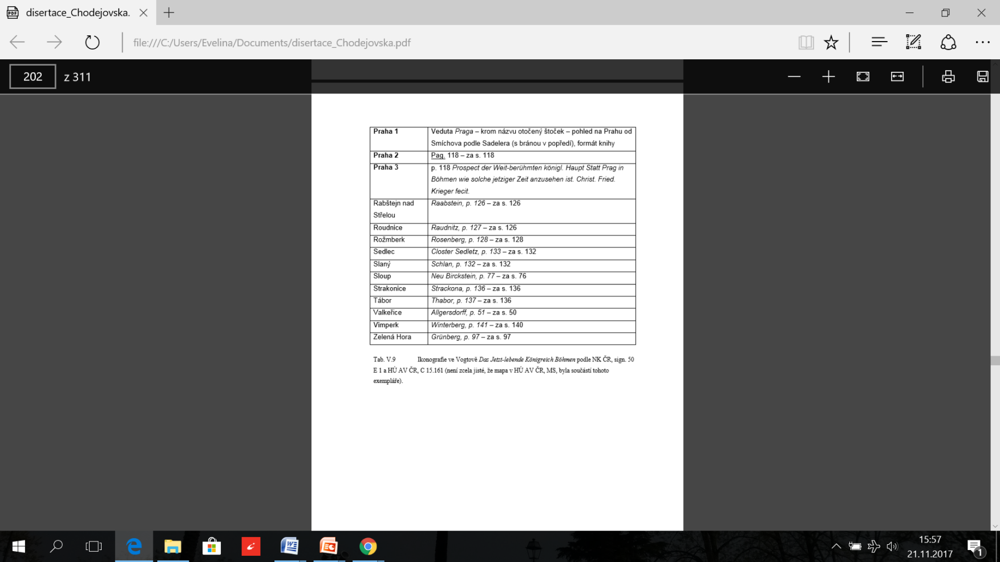 disertace_Chodejovska.
file:///C:/Users/Evelina/Documents/disertace_Chodejovska.pdf
202 z 311
Praha 1 Veduta Praga – krom názvu otočený štoček – pohled na Prahu od
Smíchova podle Sadelera (s bránou v popředí), formát knihy
Praha 2 Pag. 118 – za s. 118
Praha 3 p. 118 Prospect der Weit-berühmten königl. Haupt Statt Prag in
Böhmen wie solche jetziger Zeit anzusehen ist. Christ. Fried.
Krieger fecit.
Rabštejn nad Raabstein, p. 126 – za s. 126
Střelou
Roudnice Raudnitz, p. 127 – za s. 126
Rožmberk Rosenberg, p. 128 – za s. 128
Sedlec Closter Sedletz, p. 133 – za s. 132
Slaný Schlan, p. 132 – za s. 132
Sloup Neu Birckstein, p. 77 – za s. 76
Strakonice Strackona, p. 136 – za s. 136
Tábor Thabor, p. 137 – za s. 136
Valkeřice Allgersdorff, p. 51 – za s. 50
Vimperk Winterberg, p. 141 – za s. 140
Zelená Hora Grünberg, p. 97 – za s. 97
Tab. V.9 Ikonografie ve Vogtově Das Jetzt-lebende Königreich Böhmen podle NK ČR, sign. 50
E 1 a HÚ AV ČR, C 15.161 (není zcela jisté, že mapa v HÚ AV ČR, MS, byla součástí tohoto
exempláře).
15:57
21.11.2017
1